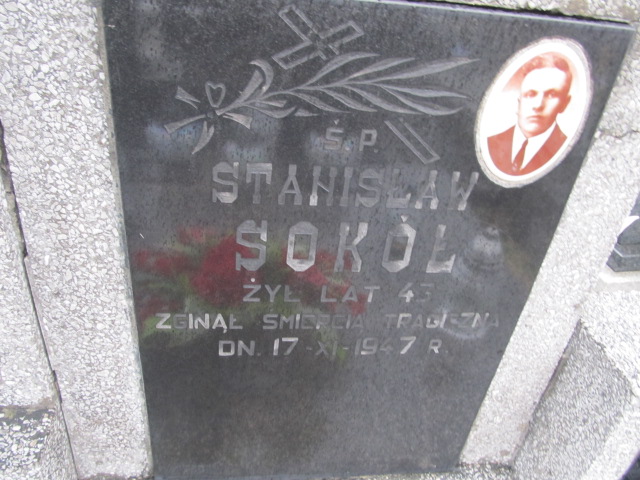 Ś.P.
STANISŁAW
SOKÓŁ
ŻYŁ LAT 43
ZGINĄŁ ŚMIERCIĄ TRAGICZNĄ
DN. 17-XI-1947 R.